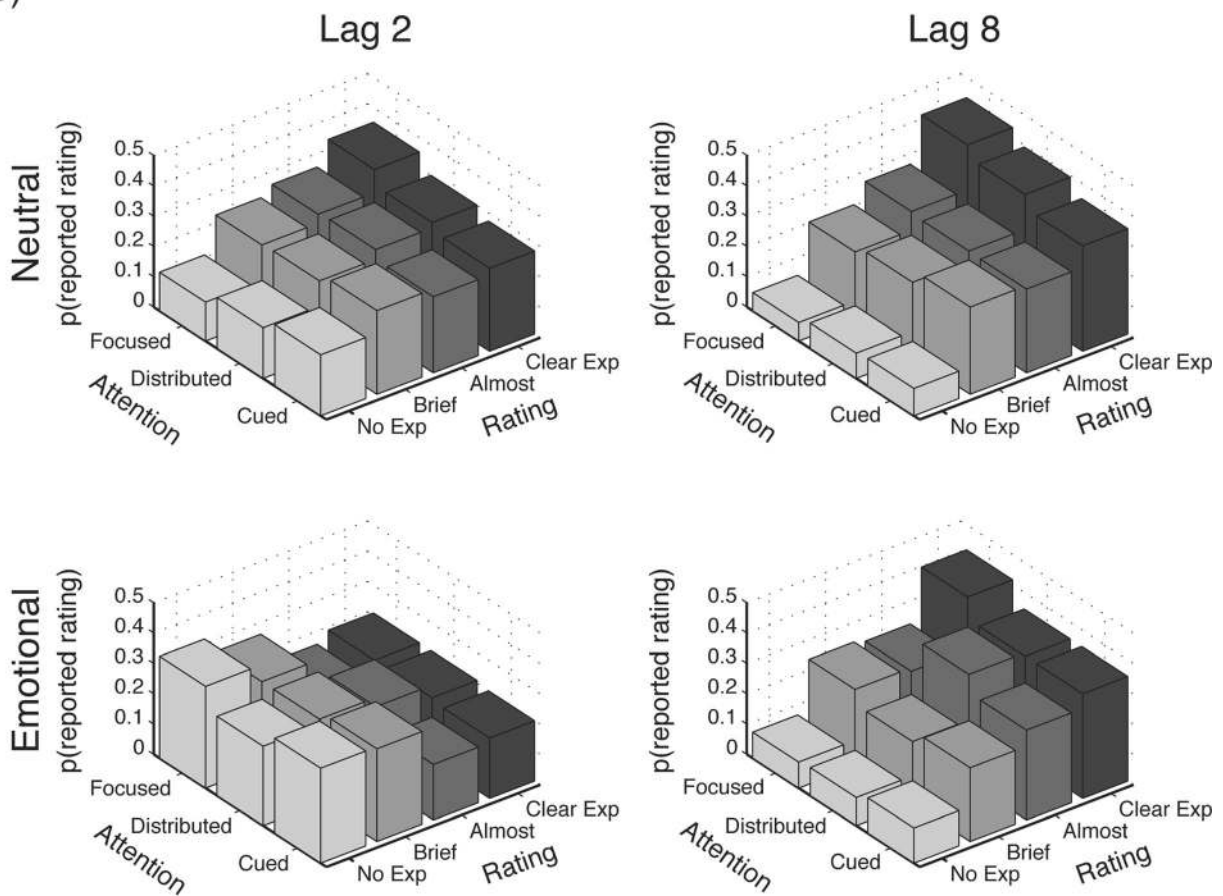 Lag 2
Lag 8
Neutral
p(reported rating)
0.5
0.4
0.3
0.2
0.1
0
Focused
Distributed
Cued
Attention
No Exp
Brief
Almost
Clear Exp
Rating
p(reported rating)
0.5
0.4
0.3
0.2
0.1
0
Focused
Distributed
Cued
Attention
No Exp
Brief
Almost
Clear Exp
Rating
Emotional
p(reported rating)
0.5
0.4
0.3
0.2
0.1
0
Focused
Distributed
Cued
Attention
No Exp
Brief
Almost
Clear Exp
Rating
p(reported rating)
0.5
0.4
0.3
0.2
0.1
0
Focused
Distributed
Cued
Attention
No Exp
Brief
Almost
Clear Exp
Rating